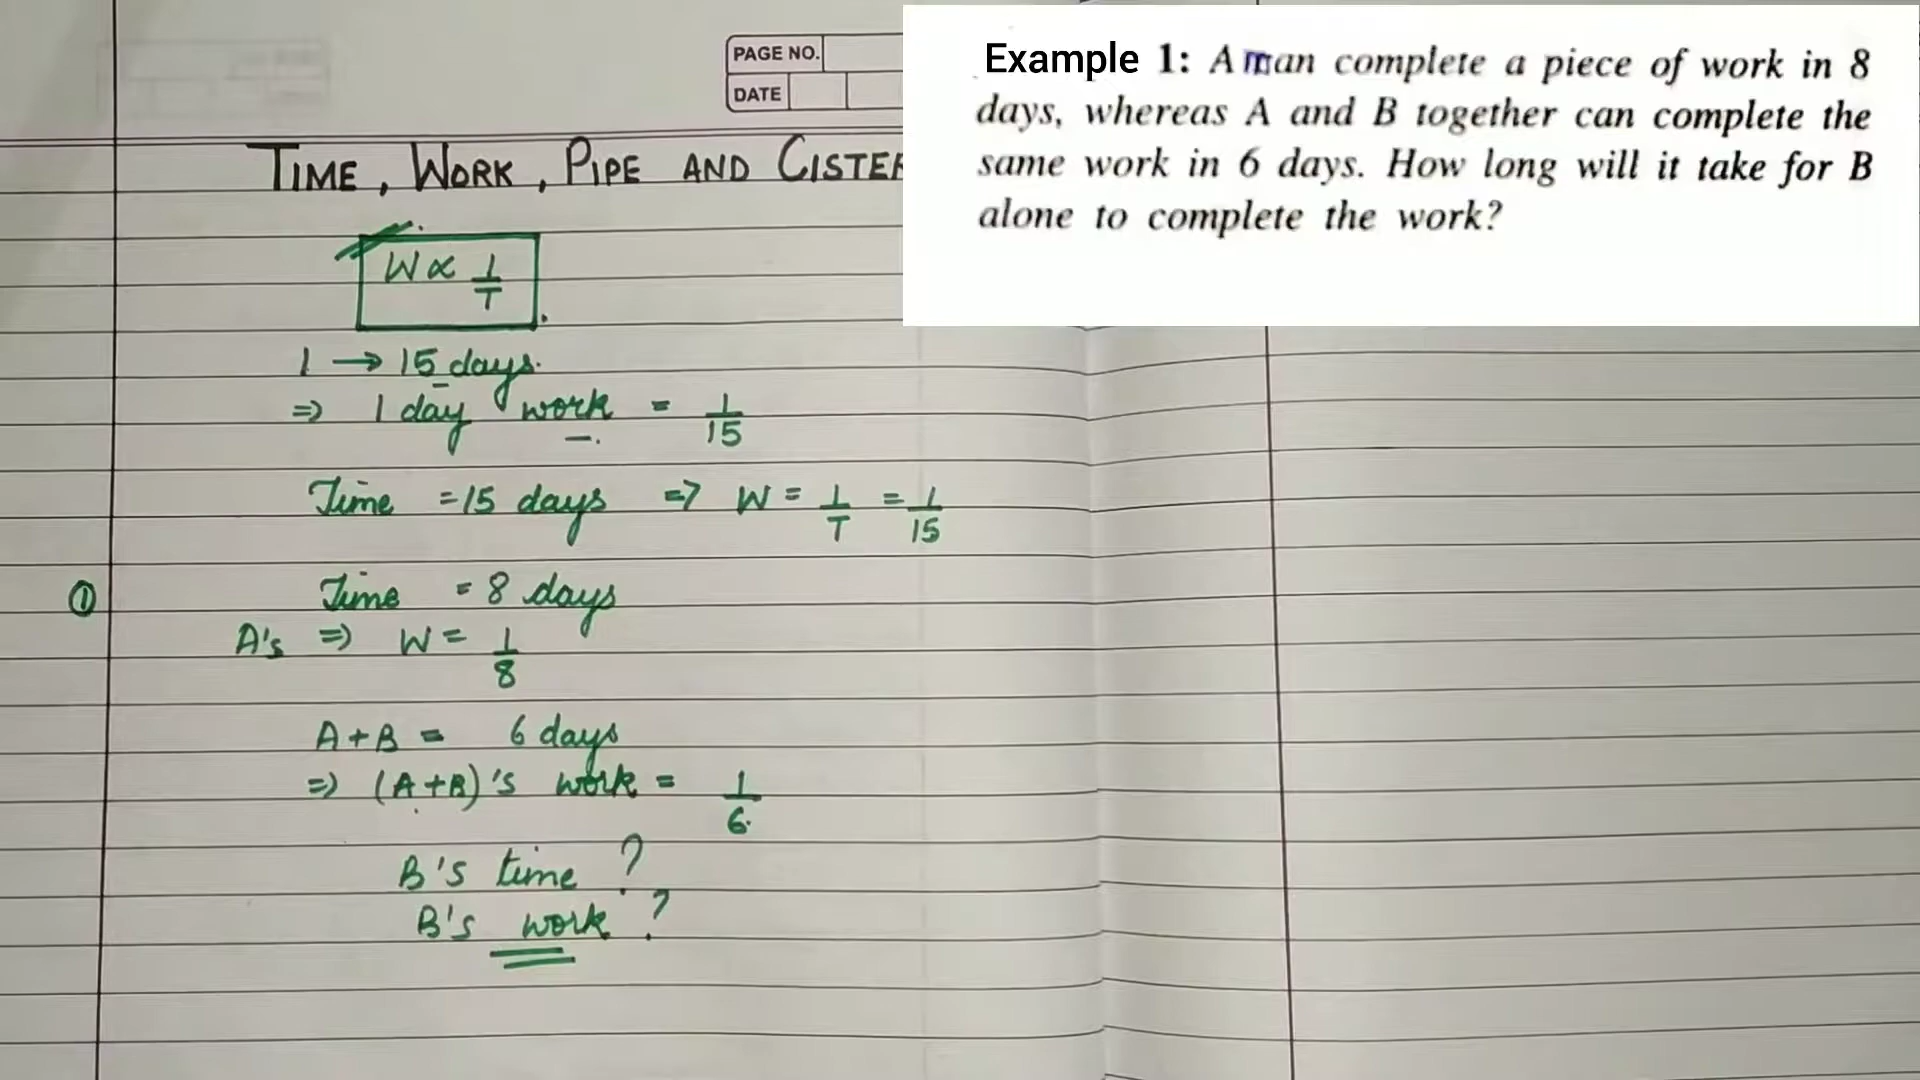 PAGE NO.
DATE
TIME, WORK, PIPE AND CISTER
W ∝ 1/T
1 → 15 days.
⇒ 1 day work = 1/15
Time = 15 days ⇒ W = 1/T = 1/15
① Time = 8 days
A's ⇒ W = 1/8
A+B = 6 days
⇒ (A+B)'s work = 1/6.
B's time ?
B's work ?
Example 1: A man complete a piece of work in 8
days, whereas A and B together can complete the
same work in 6 days. How long will it take for B
alone to complete the work?